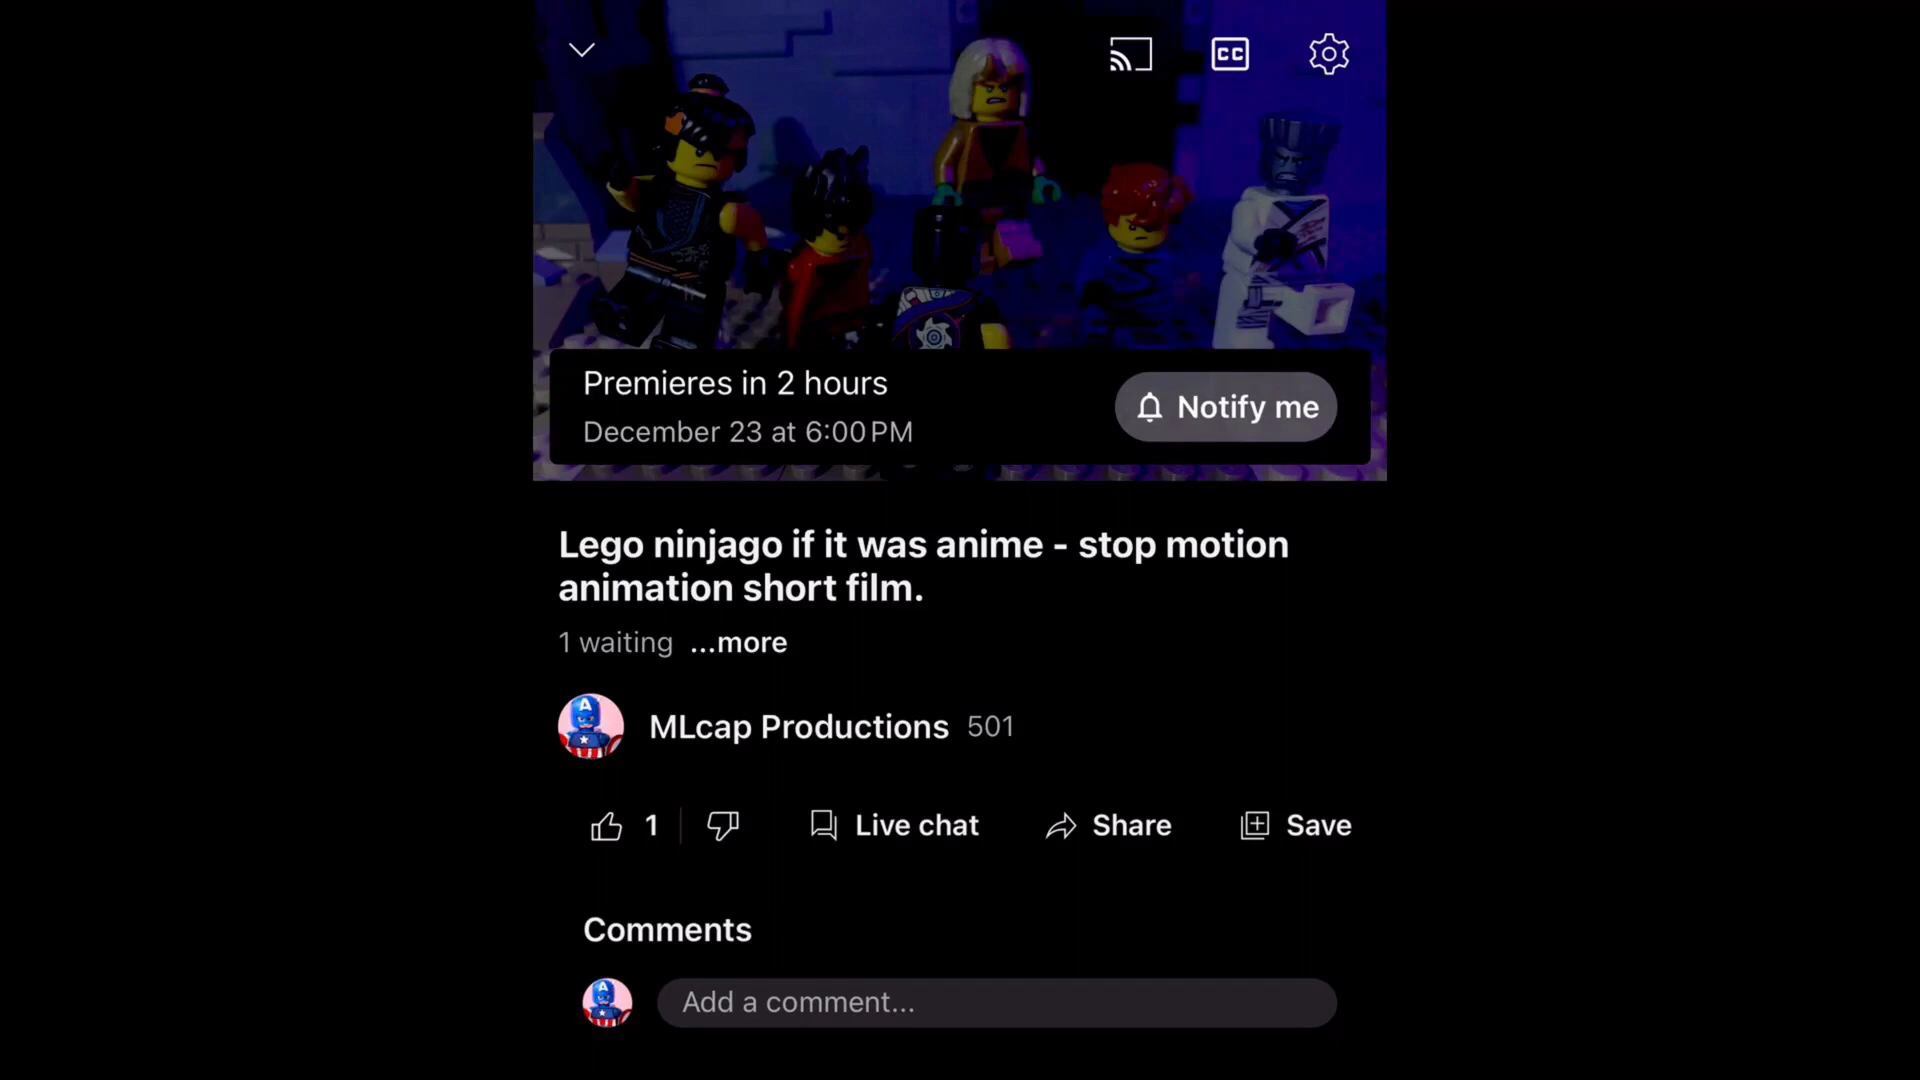 CC
Premieres in 2 hours
December 23 at 6:00 PM
Notify me
Lego ninjago if it was anime - stop motion
animation short film.
1 waiting ...more
A
MLcap Productions 501
1 Live chat Share Save
Comments
A
Add a comment...